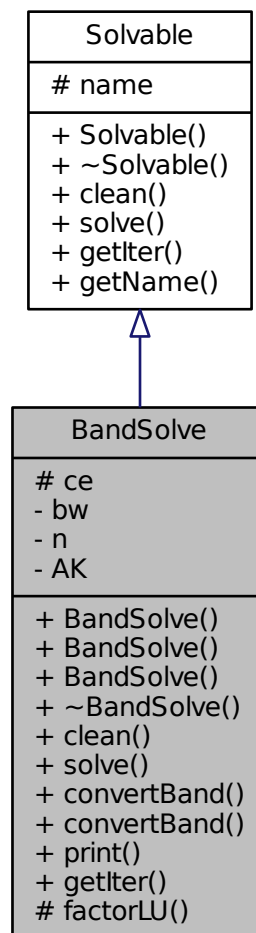 Solvable
# name
+ Solvable()
+ ~Solvable()
+ clean()
+ solve()
+ getIter()
+ getName()
BandSolve
# ce
- bw
- n
- AK
+ BandSolve()
+ BandSolve()
+ BandSolve()
+ ~BandSolve()
+ clean()
+ solve()
+ convertBand()
+ convertBand()
+ print()
+ getIter()
# factorLU()